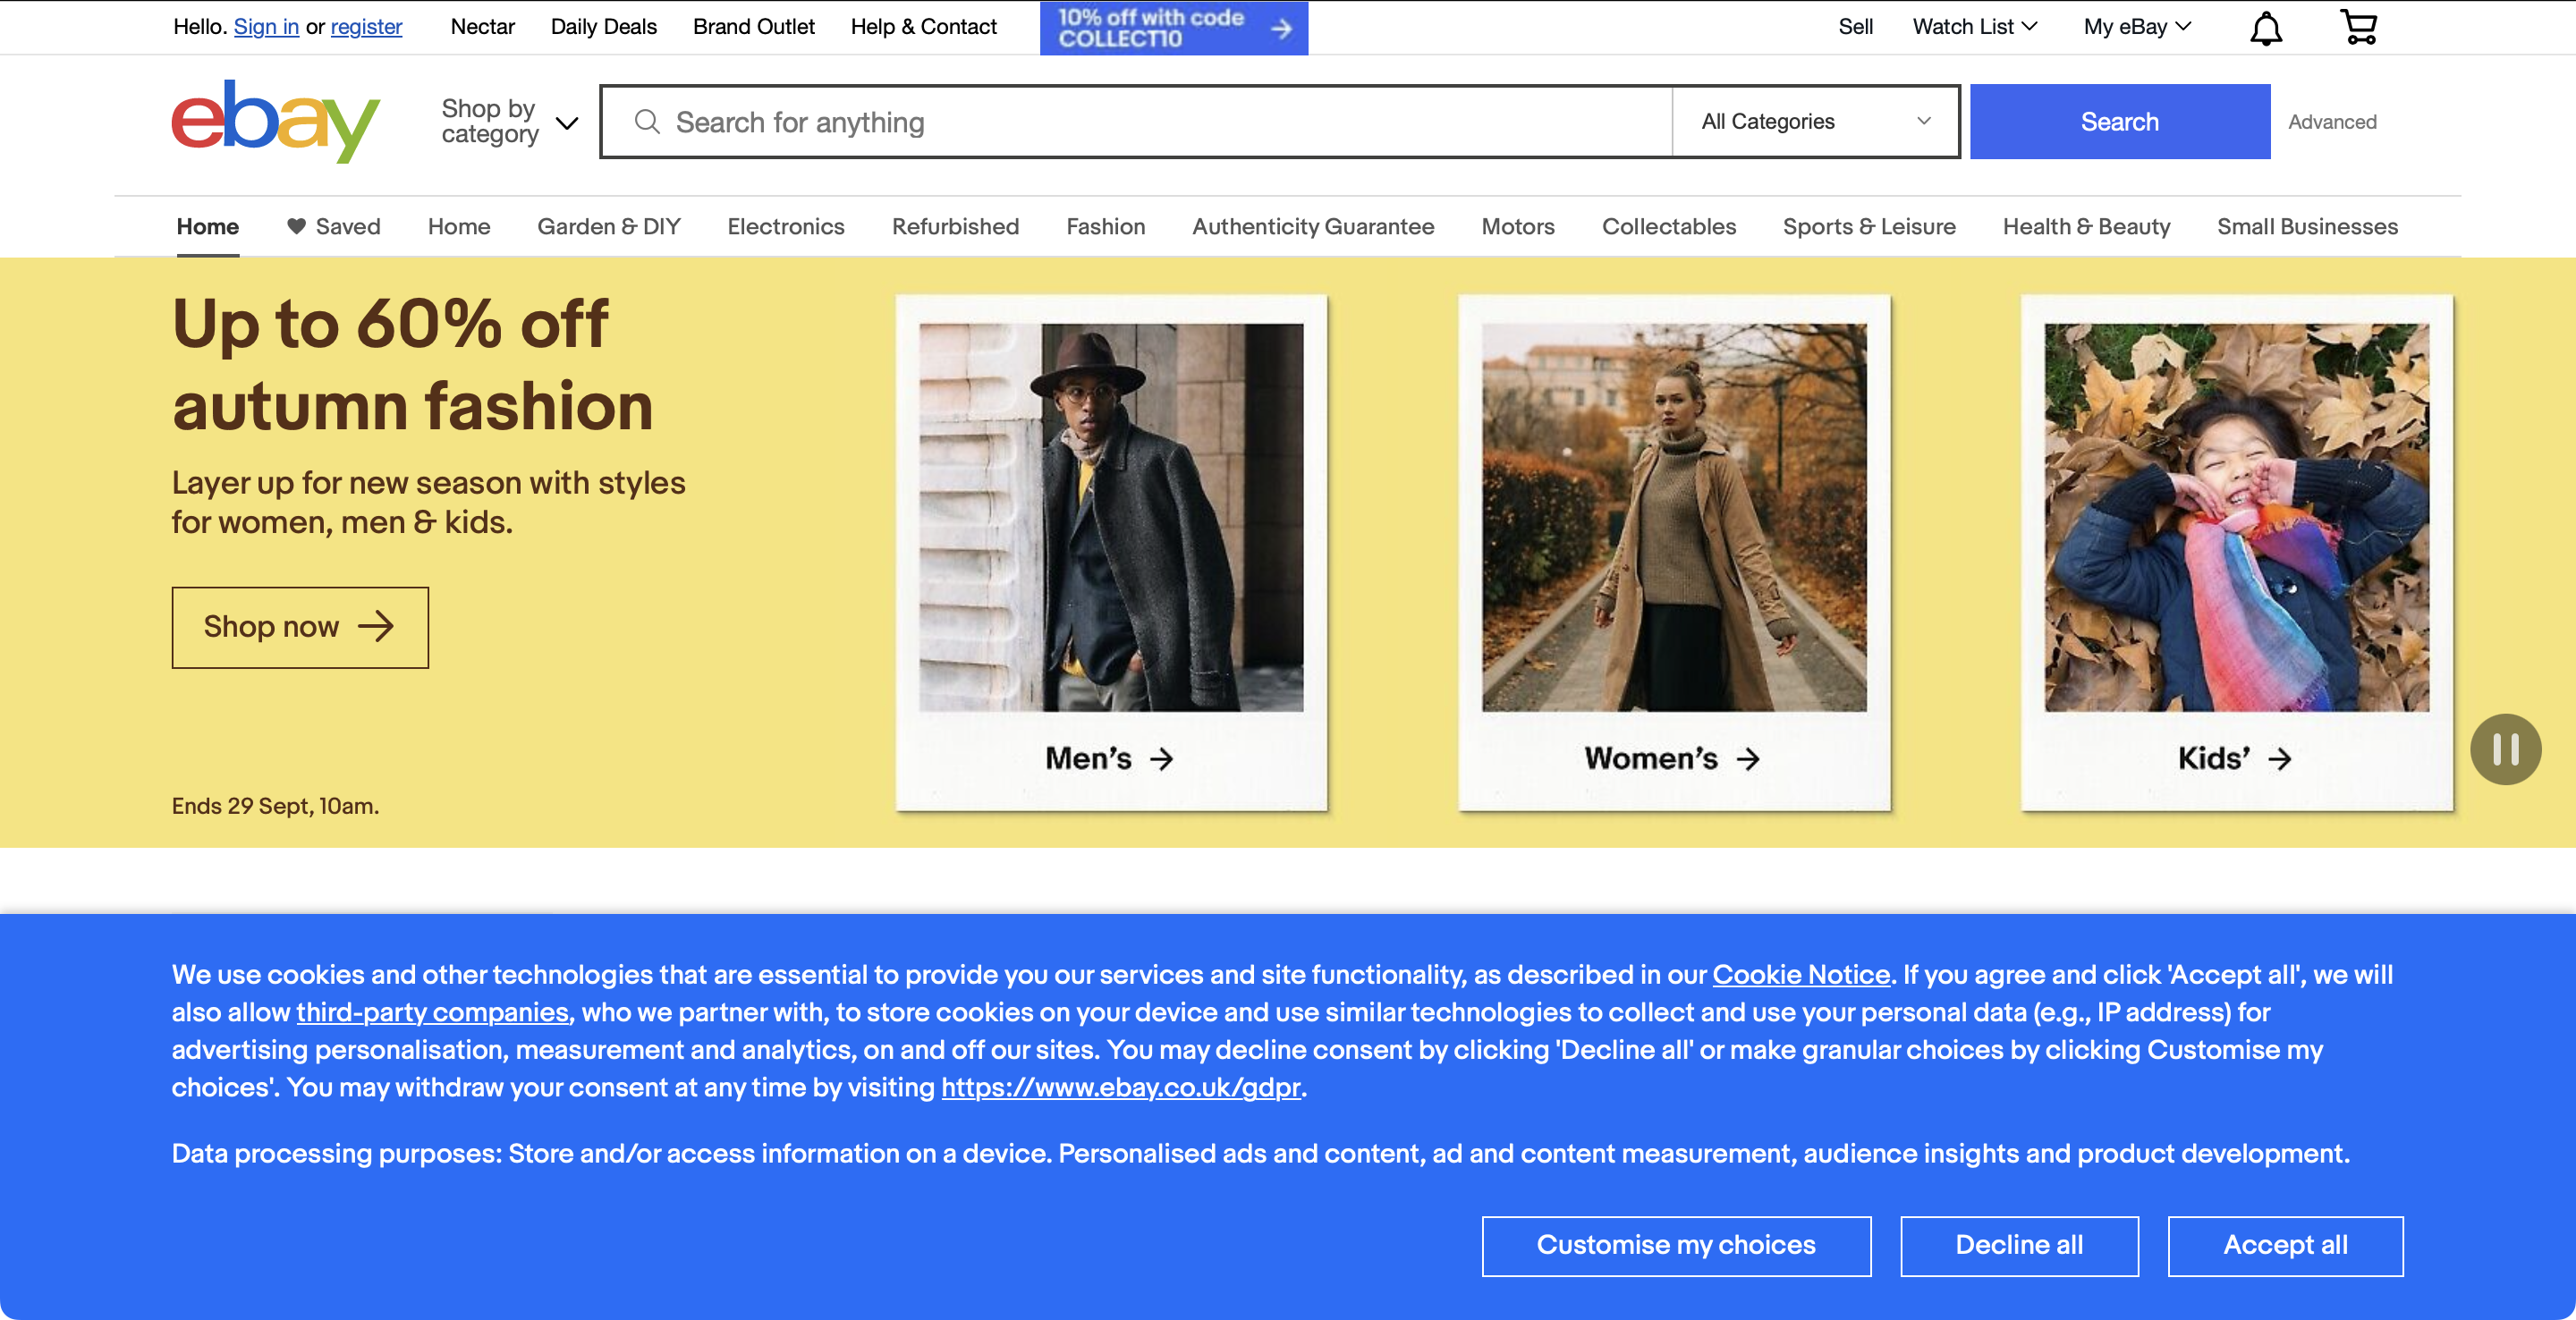 Hello. Sign in or register
Nectar
Daily Deals
Brand Outlet
Help & Contact
10% off with code
COLLECT10
Sell
Watch List
My eBay
ebay
Shop by
category
Search for anything
All Categories
Search
Advanced
Home
Saved
Home
Garden & DIY
Electronics
Refurbished
Fashion
Authenticity Guarantee
Motors
Collectables
Sports & Leisure
Health & Beauty
Small Businesses
Up to 60% off
autumn fashion
Layer up for new season with styles
for women, men & kids.
Shop now
Ends 29 Sept, 10am.
Men’s
Women’s
Kids’
We use cookies and other technologies that are essential to provide you our services and site functionality, as described in our Cookie Notice. If you agree and click 'Accept all', we will
also allow third-party companies, who we partner with, to store cookies on your device and use similar technologies to collect and use your personal data (e.g., IP address) for
advertising personalisation, measurement and analytics, on and off our sites. You may decline consent by clicking 'Decline all' or make granular choices by clicking Customise my
choices'. You may withdraw your consent at any time by visiting https://www.ebay.co.uk/gdpr.
Data processing purposes: Store and/or access information on a device. Personalised ads and content, ad and content measurement, audience insights and product development.
Customise my choices
Decline all
Accept all